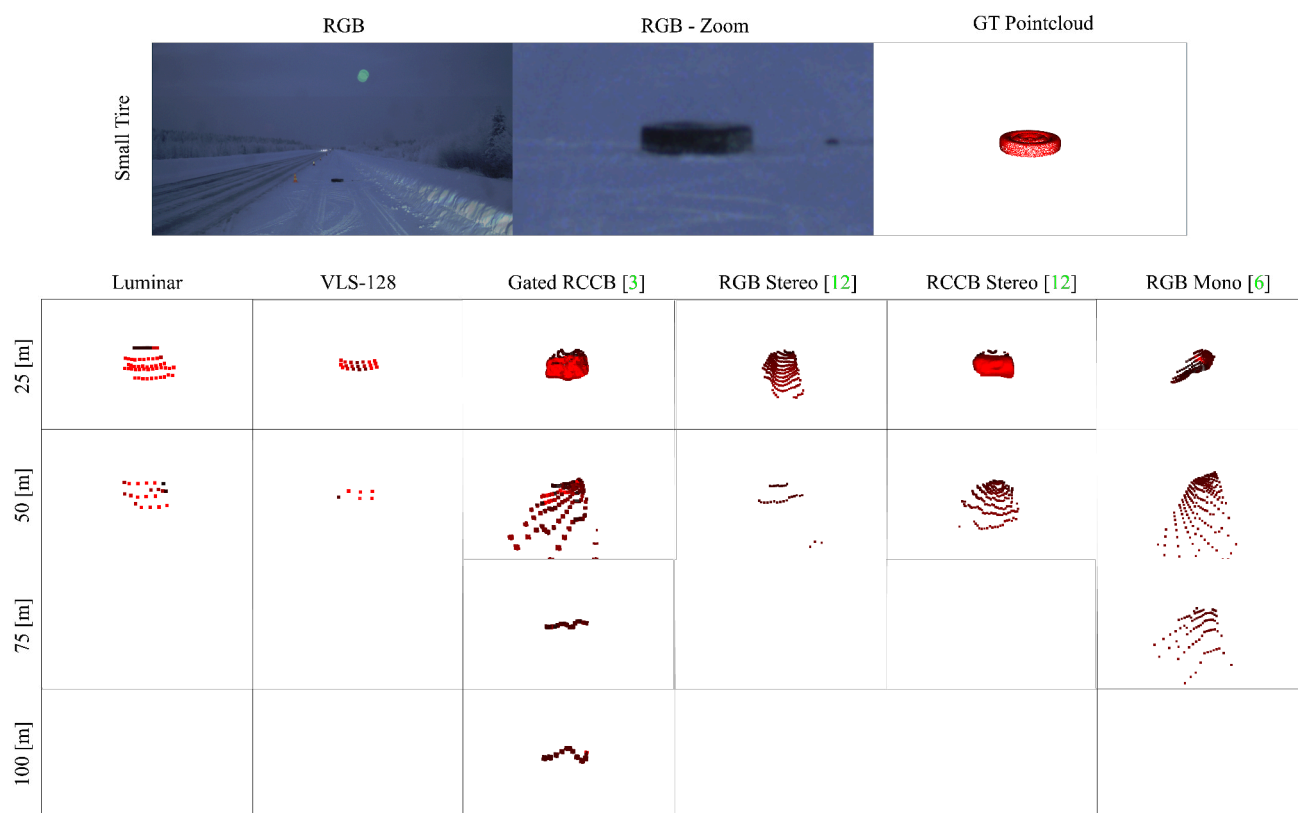 RGB
RGB - Zoom
GT Pointcloud
Small Tire
Luminar
VLS-128
Gated RCCB [3]
RGB Stereo [12]
RCCB Stereo [12]
RGB Mono [6]
25 [m]
50 [m]
75 [m]
100 [m]